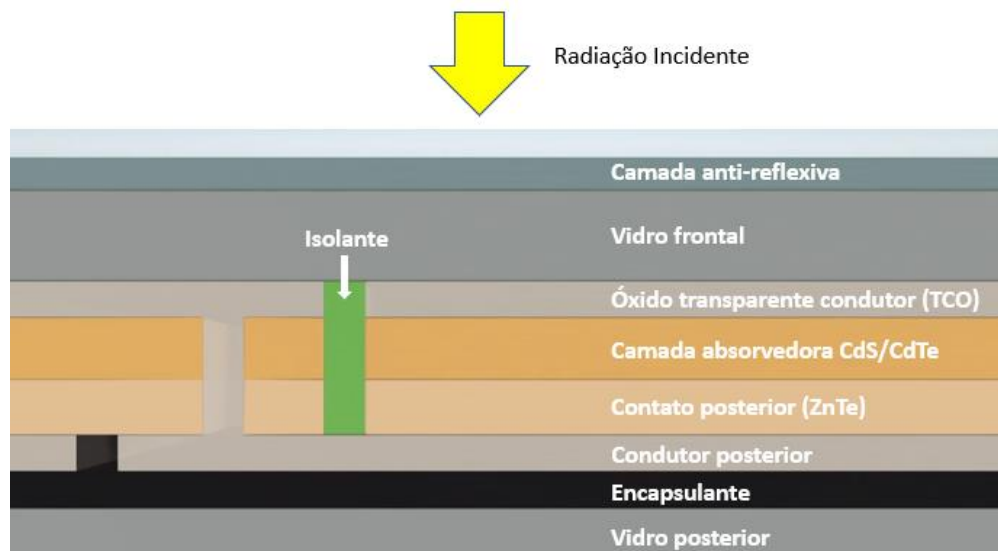 Radiação Incidente
Camada anti-reflexiva
Vidro frontal
Isolante
Óxido transparente condutor (TCO)
Camada absorvedora CdS/CdTe
Contato posterior (ZnTe)
Condutor posterior
Encapsulante
Vidro posterior